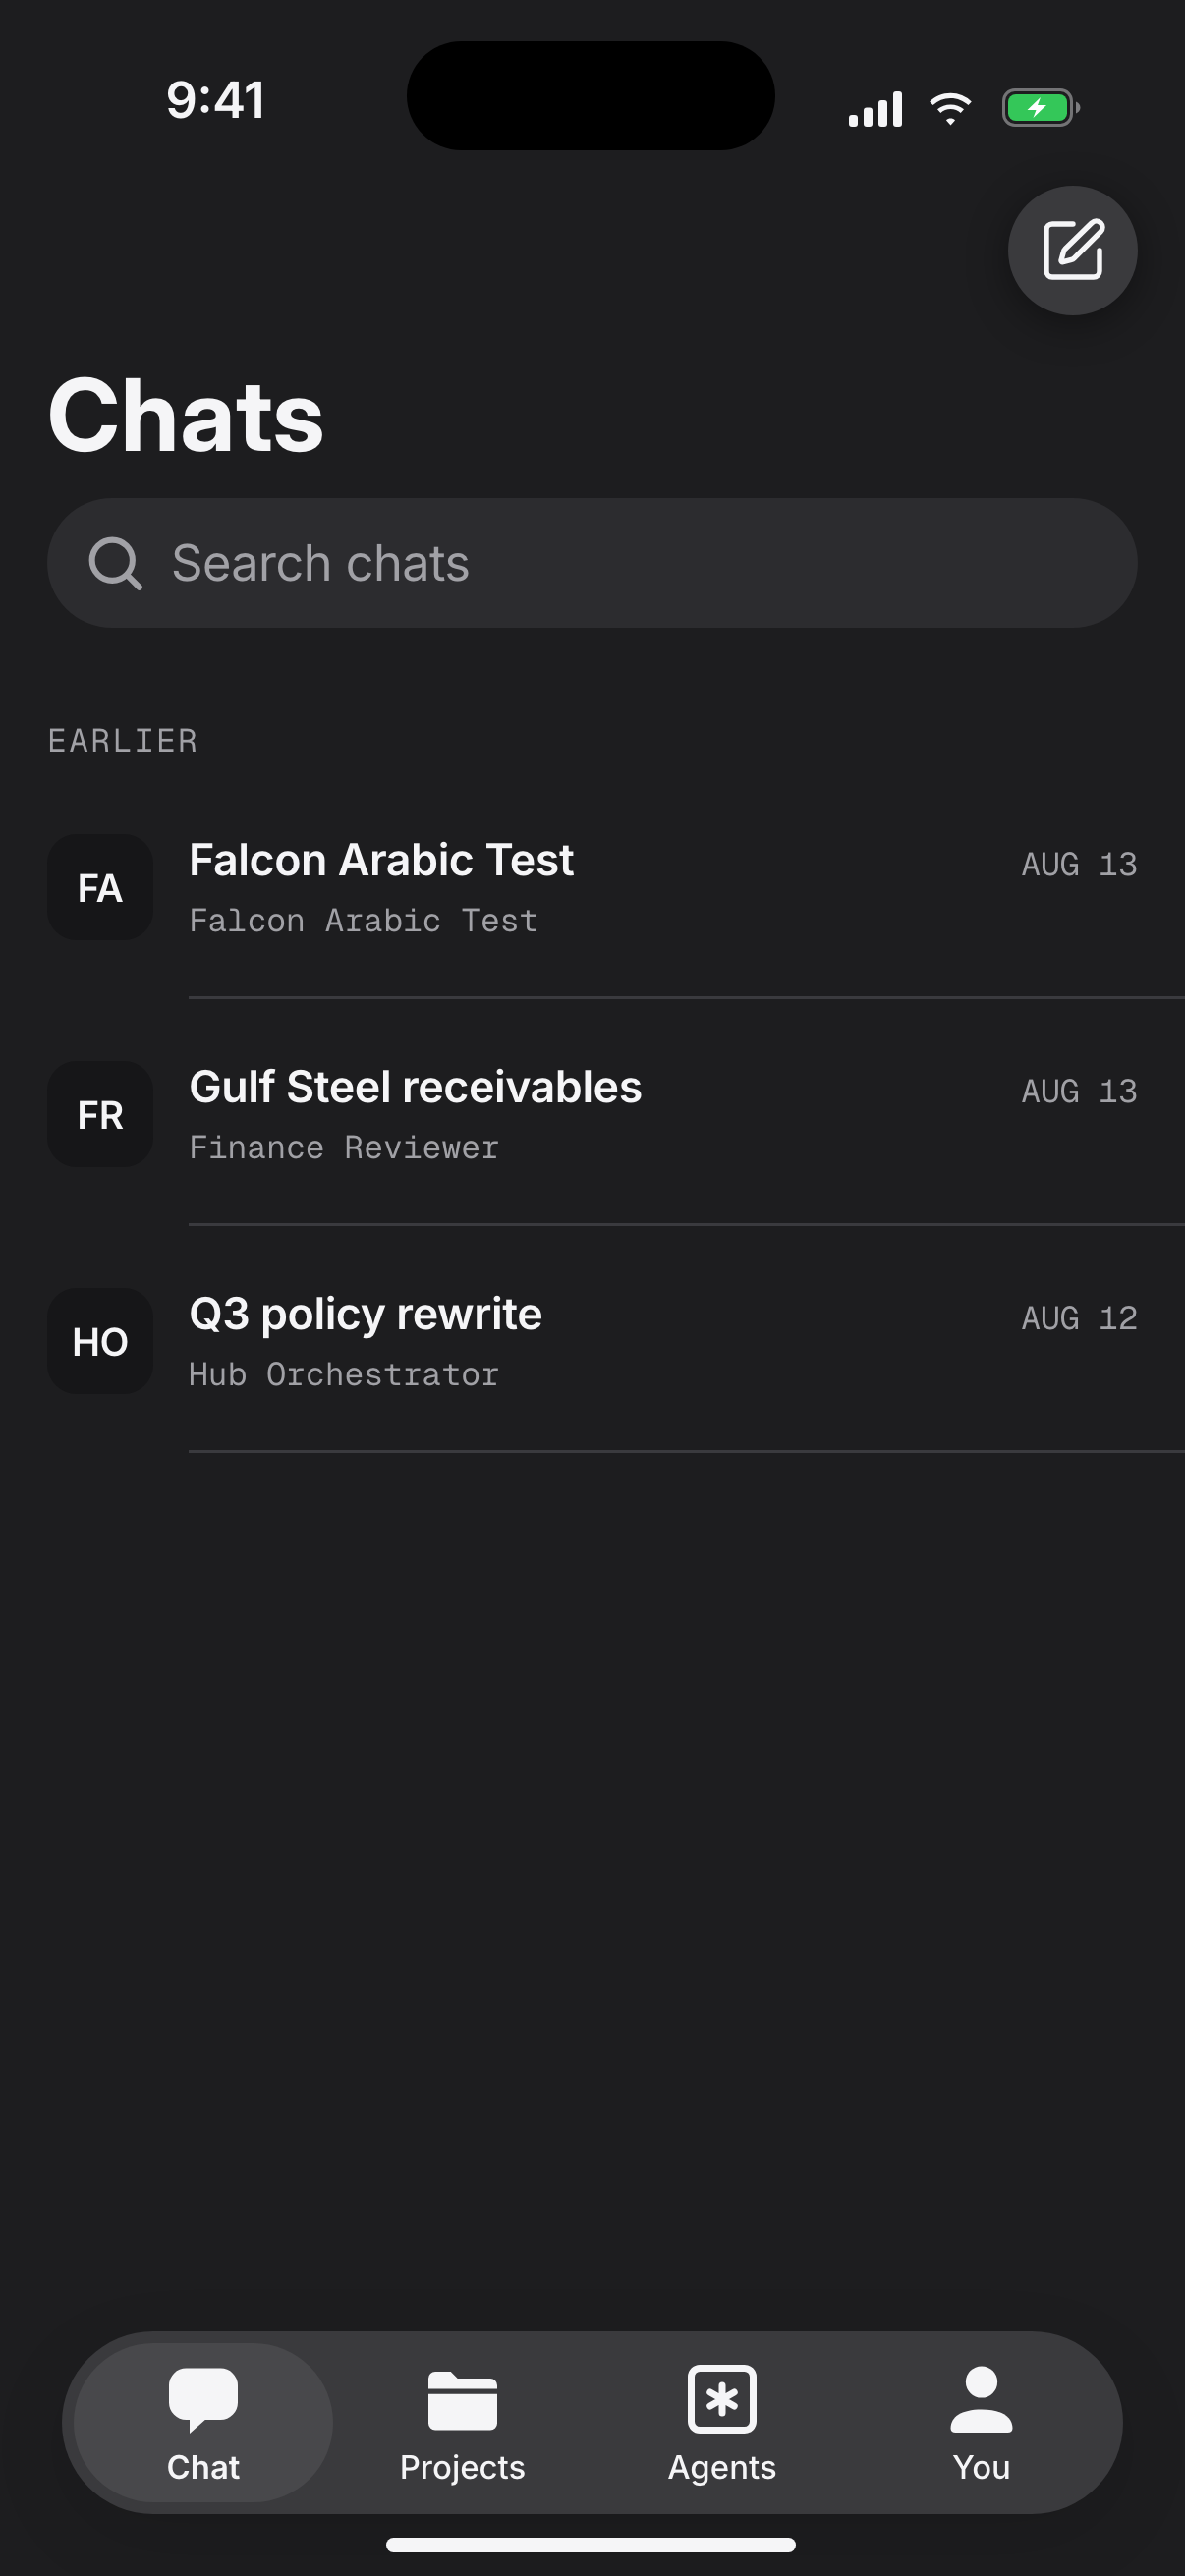 9:41
Chats
Search chats
EARLIER
FA
Falcon Arabic Test
AUG 13
Falcon Arabic Test
FR
Gulf Steel receivables
AUG 13
Finance Reviewer
HO
Q3 policy rewrite
AUG 12
Hub Orchestrator
Chat
Projects
Agents
You